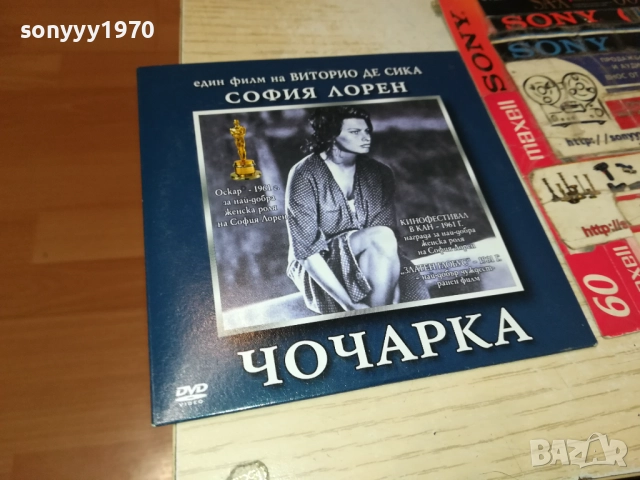 sonyyy1970
един филм на ВИТОРИО ДЕ СИКА
СОФИЯ ЛОРЕН
за най-добра
женска роля
на София Лорен
КИНОФЕСТИВАЛ
В КАН - 1961 Г.
награда за най-добра
женска роля
на София Лорен
ЧОЧАРКА
DVD
VIDEO
SONY
SONY
SONY
maxell
http://
60
maxell
BAZAR